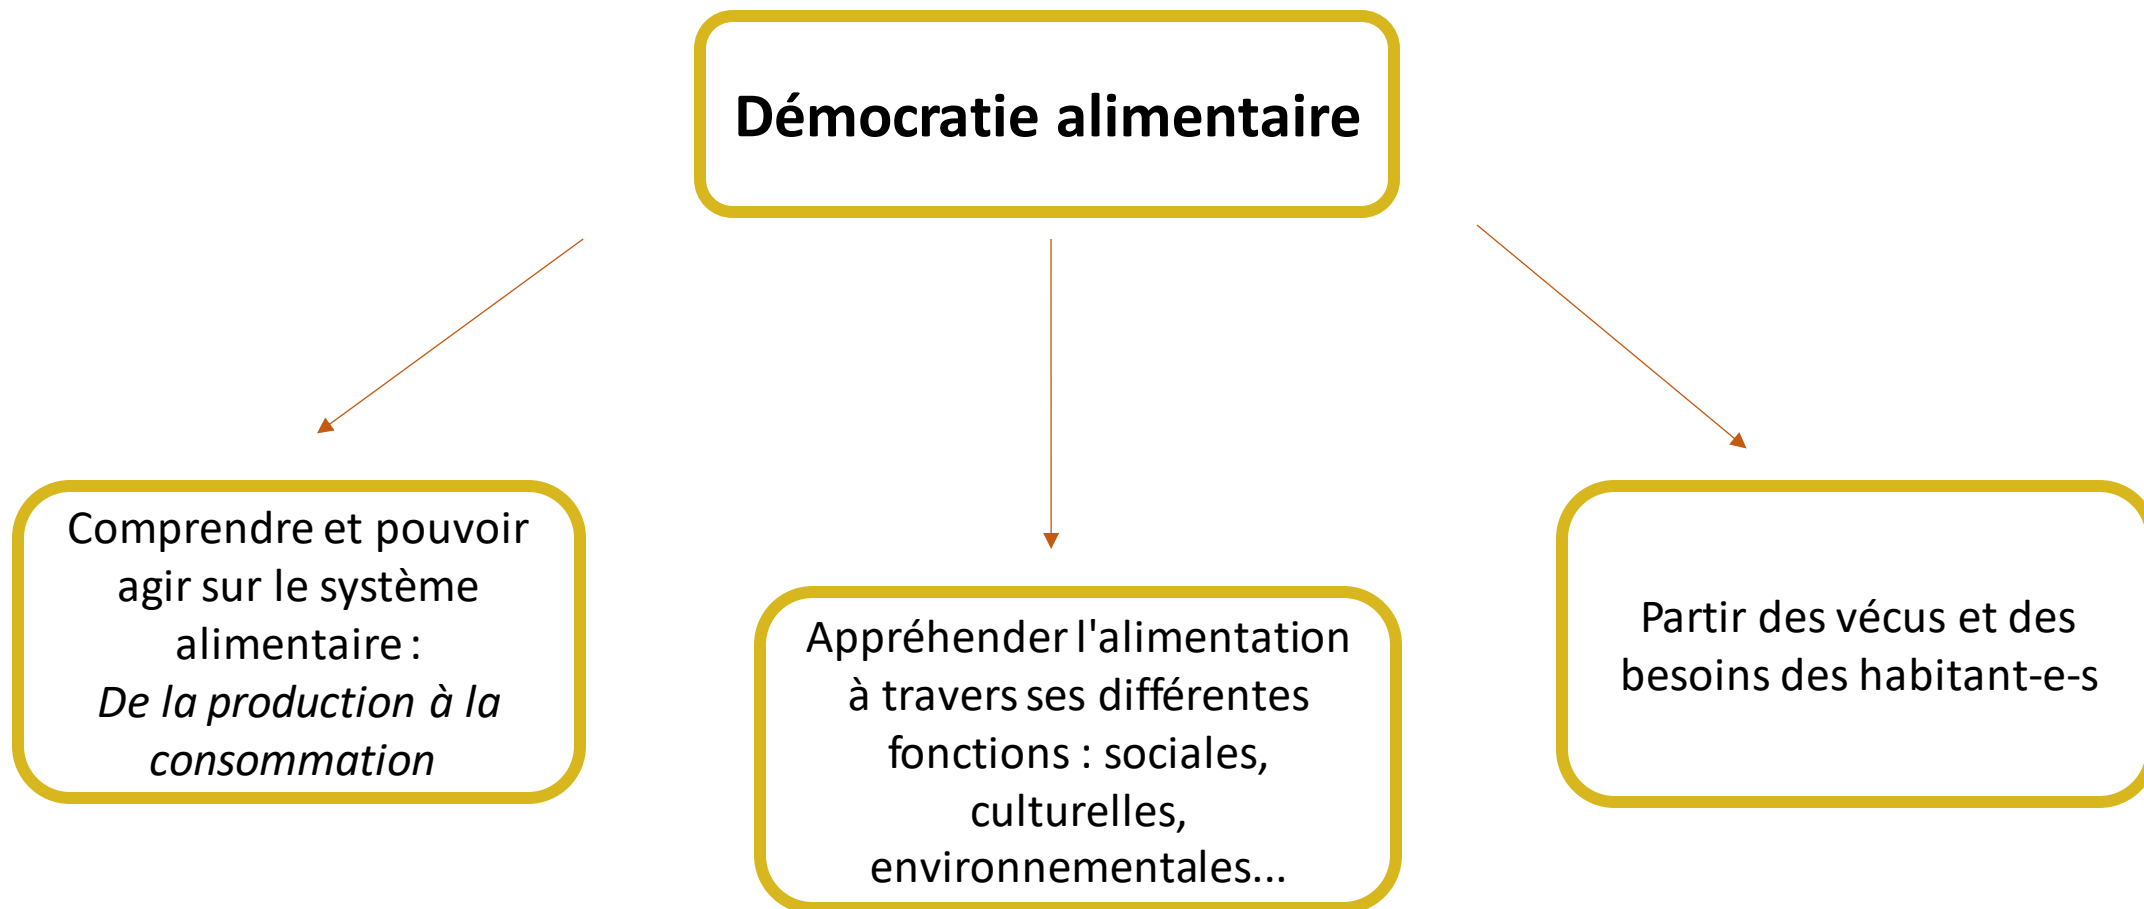 Démocratie alimentaire
Comprendre et pouvoir
agir sur le système
alimentaire :
De la production à la
consommation
Appréhender l'alimentation
à travers ses différentes
fonctions : sociales,
culturelles,
environnementales...
Partir des vécus et des
besoins des habitant-e-s